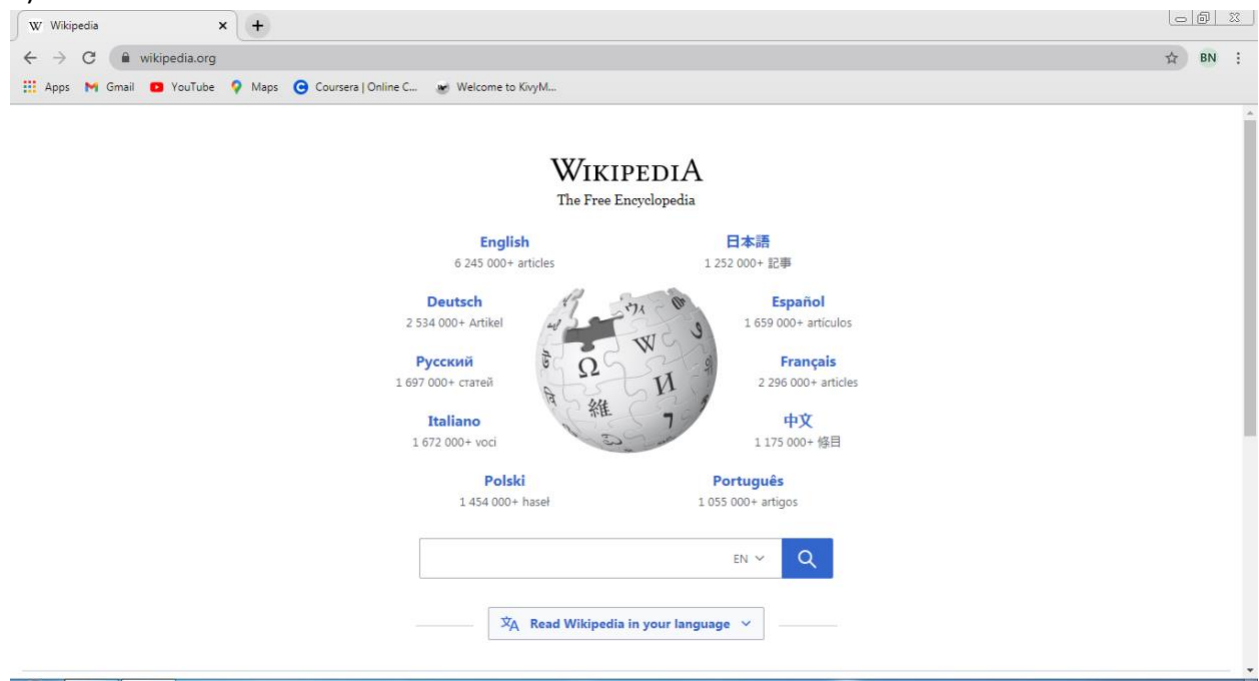 Wikipedia
wikipedia.org
BN
Apps Gmail YouTube Maps Coursera | Online C... Welcome to KivyM...
WIKIPEDIA
The Free Encyclopedia
English 日本語
6 245 000+ articles 1 252 000+ 記事
Deutsch Español
2 534 000+ Artikel 1 659 000+ artículos
Русский Français
1 697 000+ статей 2 296 000+ articles
Italiano 中文
1 672 000+ voci 1 175 000+ 條目
Polski Português
1 454 000+ haseł 1 055 000+ artigos
EN
Read Wikipedia in your language